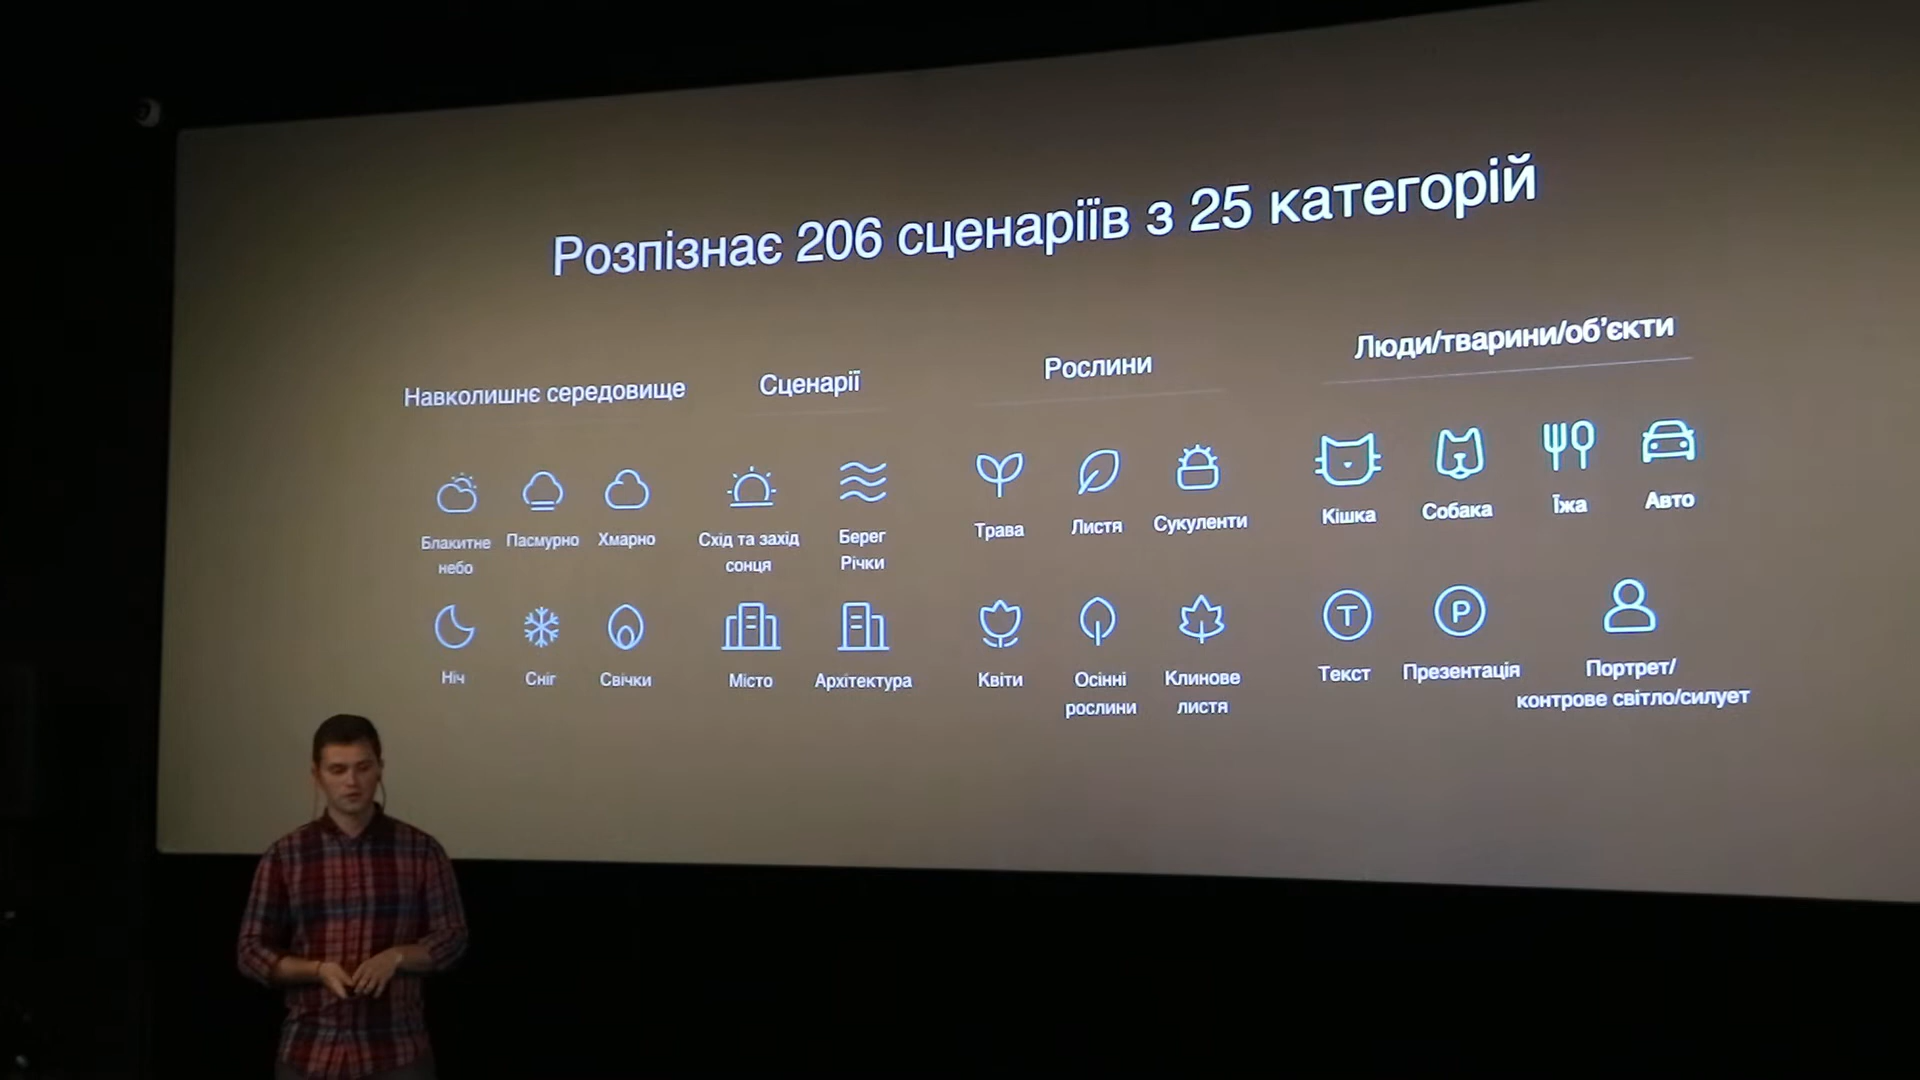 Розпізнає 206 сценаріїв з 25 категорій
Навколишнє середовище
Блакитне
небо
Пасмурно
Хмарно
Ніч
Сніг
Свічки
Сценарії
Схід та захід
сонця
Берег
Річки
Місто
Архітектура
Рослини
Трава
Листя
Сукуленти
Квіти
Осінні
рослини
Клинове
листя
Люди/тварини/об'єкти
Кішка
Собака
Їжа
Авто
T
Текст
P
Презентація
Портрет/
контрове світло/силует